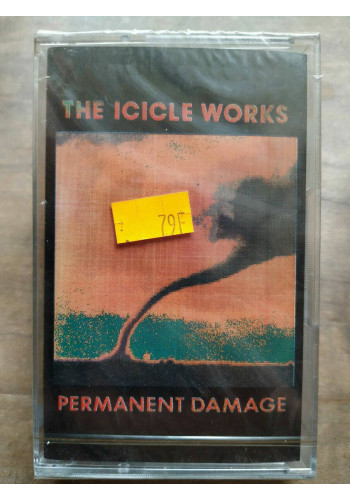 THE ICICLE WORKS
79F
PERMANENT DAMAGE